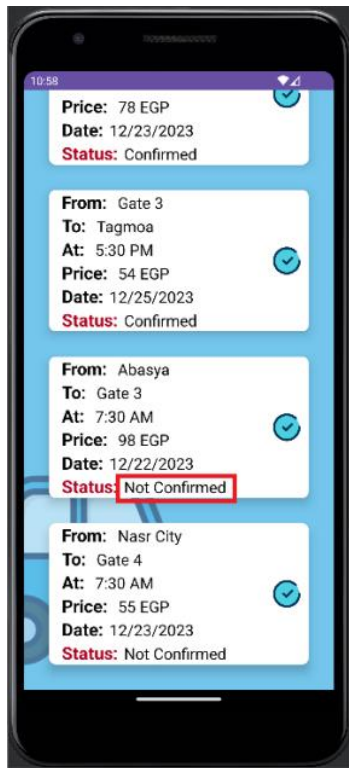 10:58
Price: 78 EGP
Date: 12/23/2023
Status: Confirmed
From: Gate 3
To: Tagmoa
At: 5:30 PM
Price: 54 EGP
Date: 12/25/2023
Status: Confirmed
From: Abasya
To: Gate 3
At: 7:30 AM
Price: 98 EGP
Date: 12/22/2023
Status: Not Confirmed
From: Nasr City
To: Gate 4
At: 7:30 AM
Price: 55 EGP
Date: 12/23/2023
Status: Not Confirmed